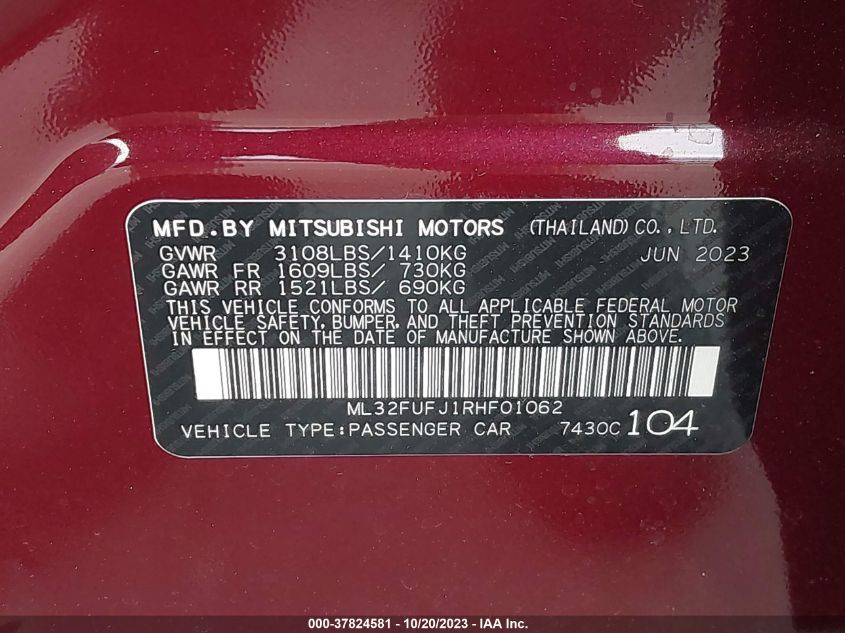 MFD.BY MITSUBISHI MOTORS (THAILAND) CO.,LTD.
GVWR 3108LBS/1410KG JUN 2023
GAWR FR 1609LBS/ 730KG
GAWR RR 1521LBS/ 690KG
THIS VEHICLE CONFORMS TO ALL APPLICABLE FEDERAL MOTOR
VEHICLE SAFETY, BUMPER, AND THEFT PREVENTION STANDARDS
IN EFFECT ON THE DATE OF MANUFACTURE SHOWN ABOVE.
ML32FUFJ1RHF01062
VEHICLE TYPE:PASSENGER CAR 7430C 104
000-37824581 - 10/20/2023 - IAA Inc.